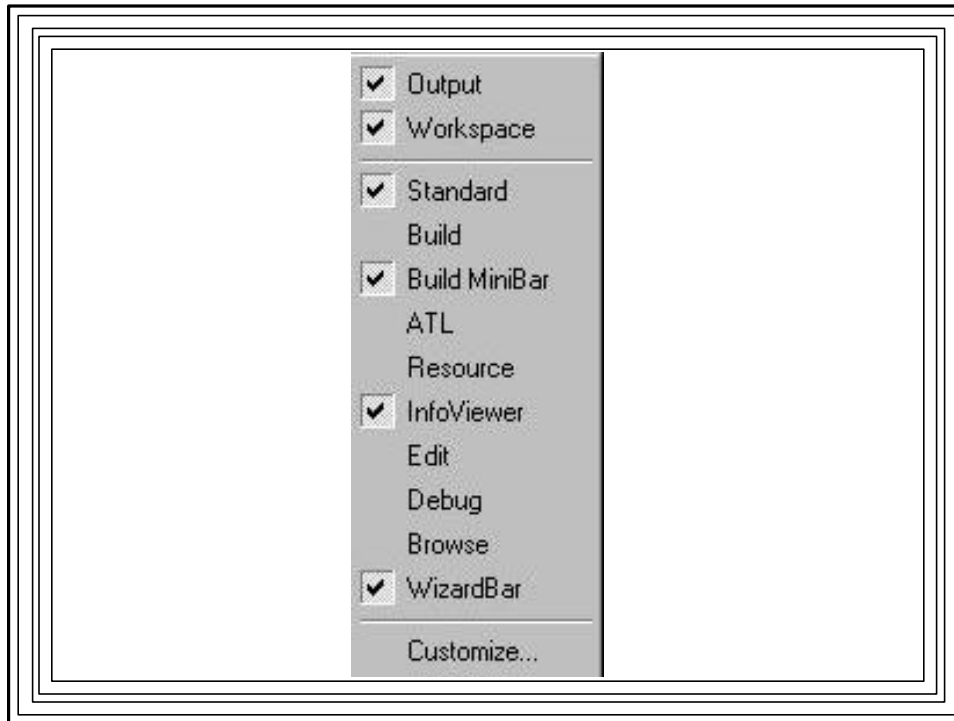 Output
Workspace
Standard
Build
Build MiniBar
ATL
Resource
InfoViewer
Edit
Debug
Browse
WizardBar
Customize...